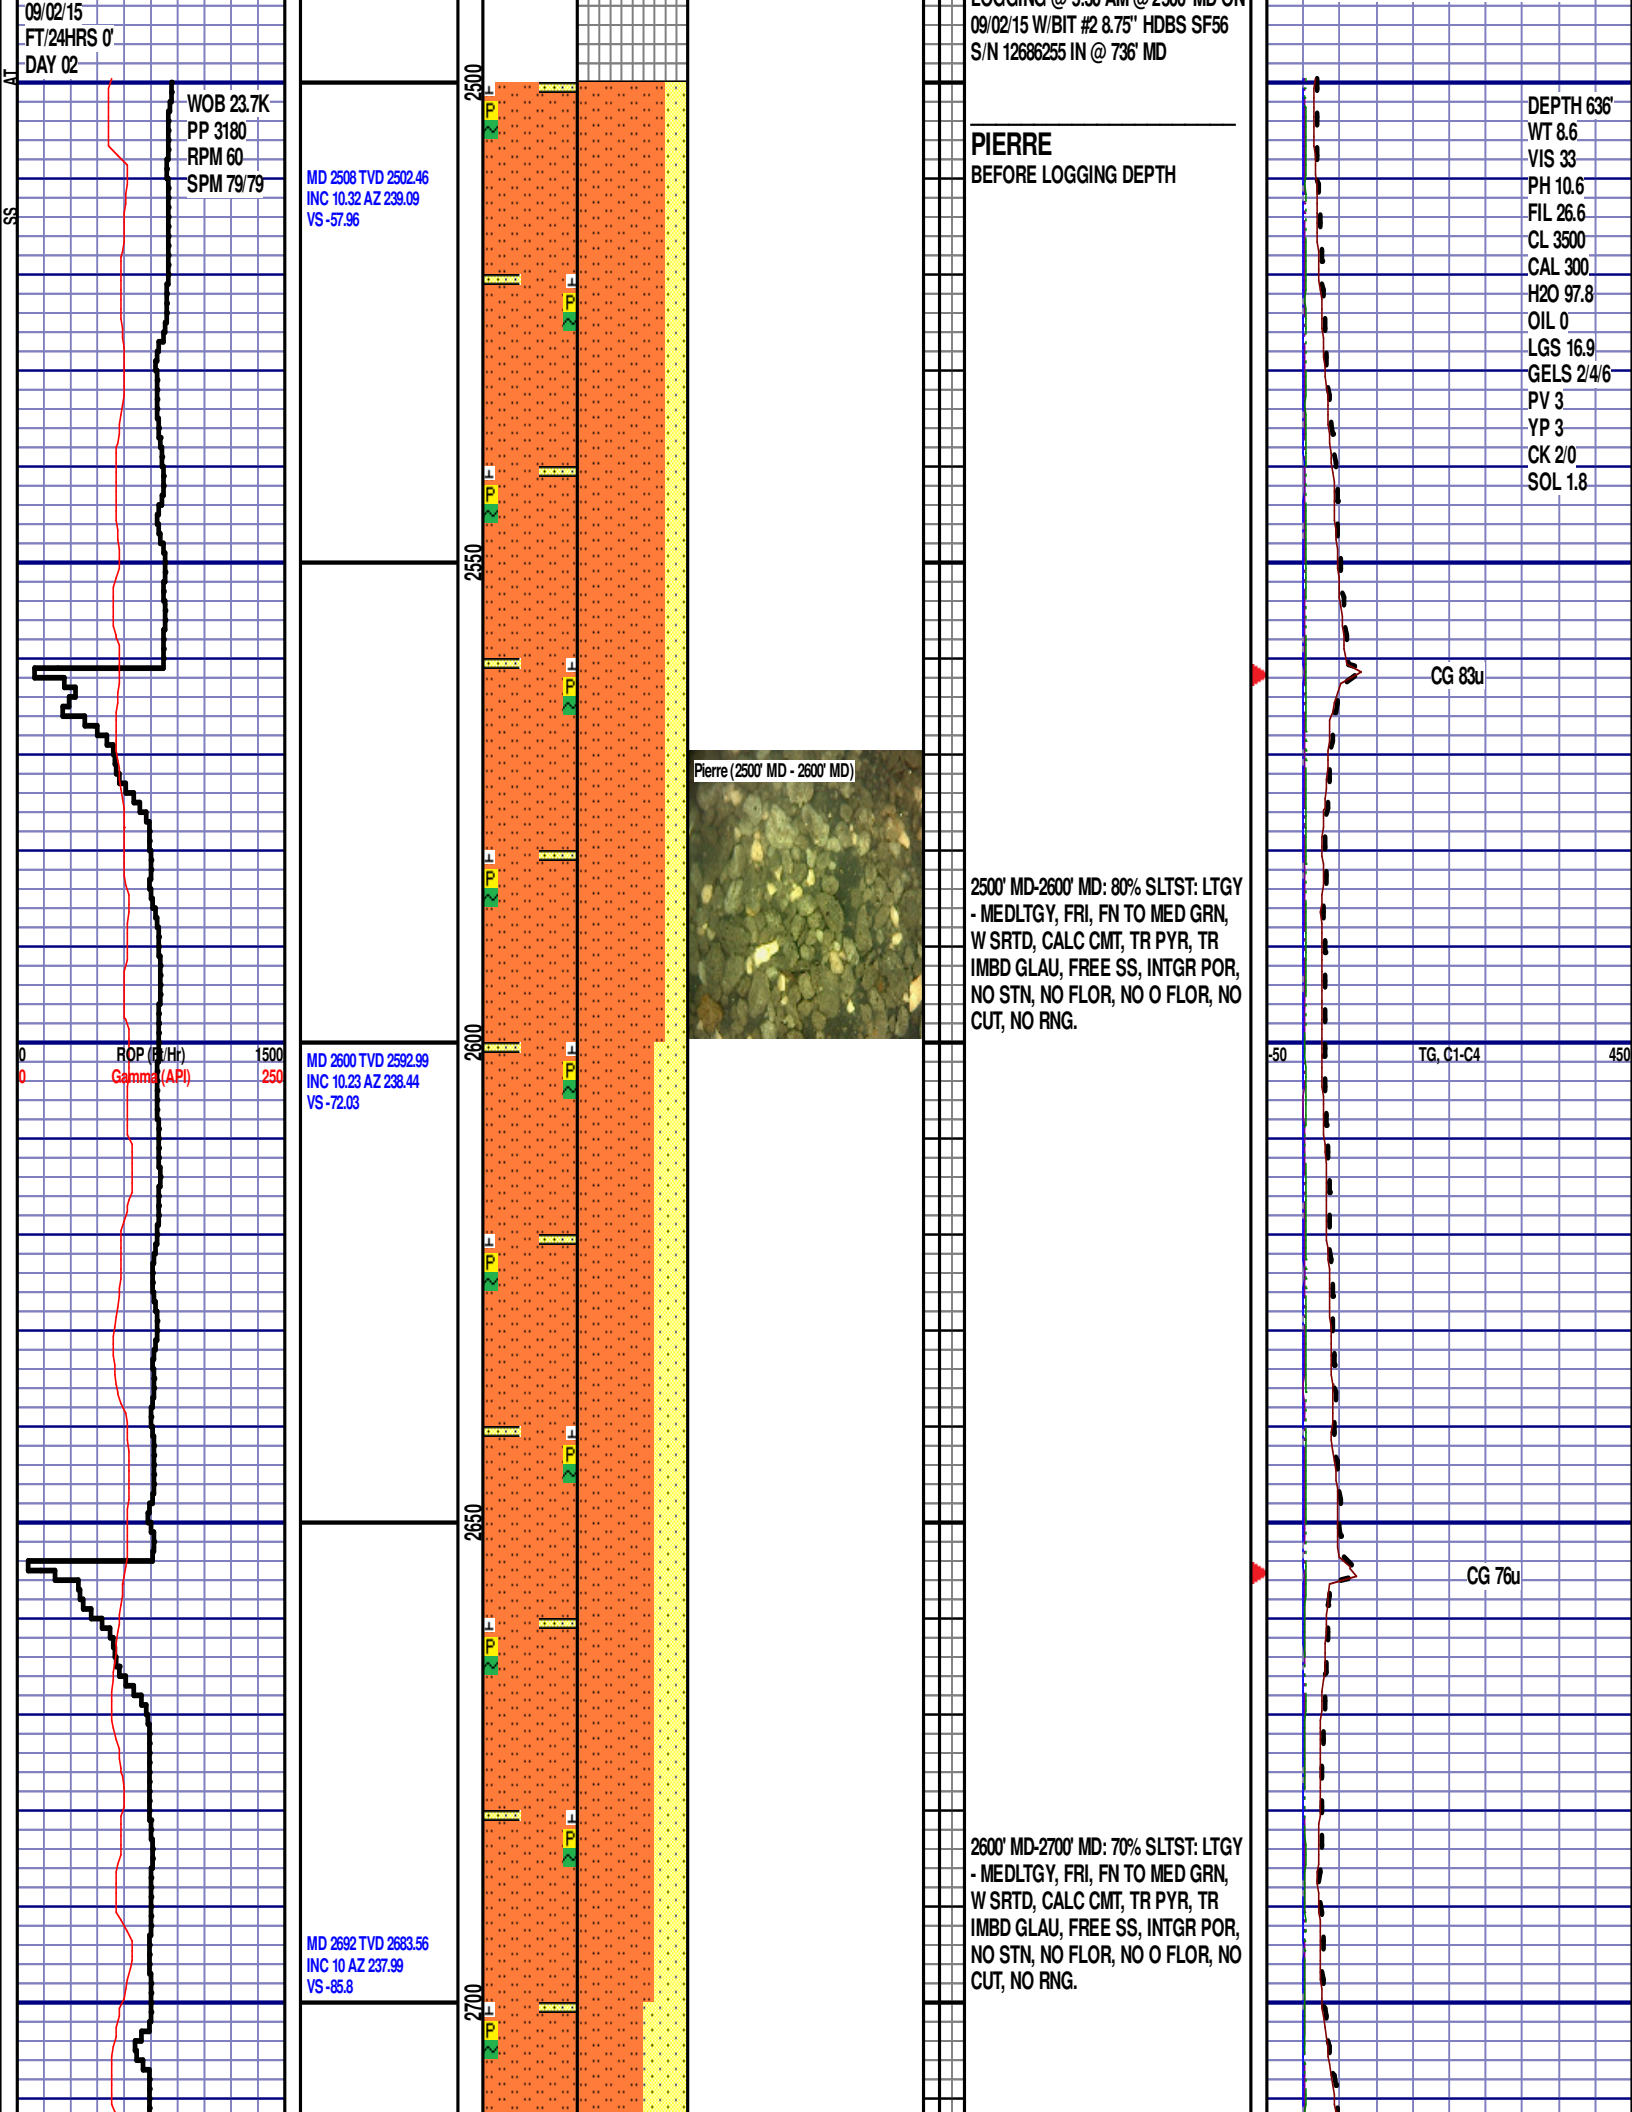 09/02/15
FT/24HRS 0'
DAY 02
AT
SS
WOB 23.7K
PP 3180
RPM 60
SPM 79/79
MD 2508 TVD 2502.46
INC 10.32 AZ 239.09
VS -57.96
2500
2550
2600
2650
2700
0 ROP (Ft/Hr) 1500
0 Gamma (API) 250
MD 2600 TVD 2592.99
INC 10.23 AZ 238.44
VS -72.03
MD 2692 TVD 2683.56
INC 10 AZ 237.99
VS -85.8
P
P
P
P
P
P
P
P
P
P
P
Pierre (2500' MD - 2600' MD)
LOGGING @ 5:30 AM @ 2500' MD ON
09/02/15 W/BIT #2 8.75" HDBS SF56
S/N 12686255 IN @ 736' MD
PIERRE
BEFORE LOGGING DEPTH
2500' MD-2600' MD: 80% SLTST: LTGY
- MEDLTGY, FRI, FN TO MED GRN,
W SRTD, CALC CMT, TR PYR, TR
IMBD GLAU, FREE SS, INTGR POR,
NO STN, NO FLOR, NO O FLOR, NO
CUT, NO RNG.
2600' MD-2700' MD: 70% SLTST: LTGY
- MEDLTGY, FRI, FN TO MED GRN,
W SRTD, CALC CMT, TR PYR, TR
IMBD GLAU, FREE SS, INTGR POR,
NO STN, NO FLOR, NO O FLOR, NO
CUT, NO RNG.
DEPTH 636'
WT 8.6
VIS 33
PH 10.6
FIL 26.6
CL 3500
CAL 300
H2O 97.8
OIL 0
LGS 16.9
GELS 2/4/6
PV 3
YP 3
CK 2/0
SOL 1.8
CG 83u
-50 TG, C1-C4 450
CG 76u